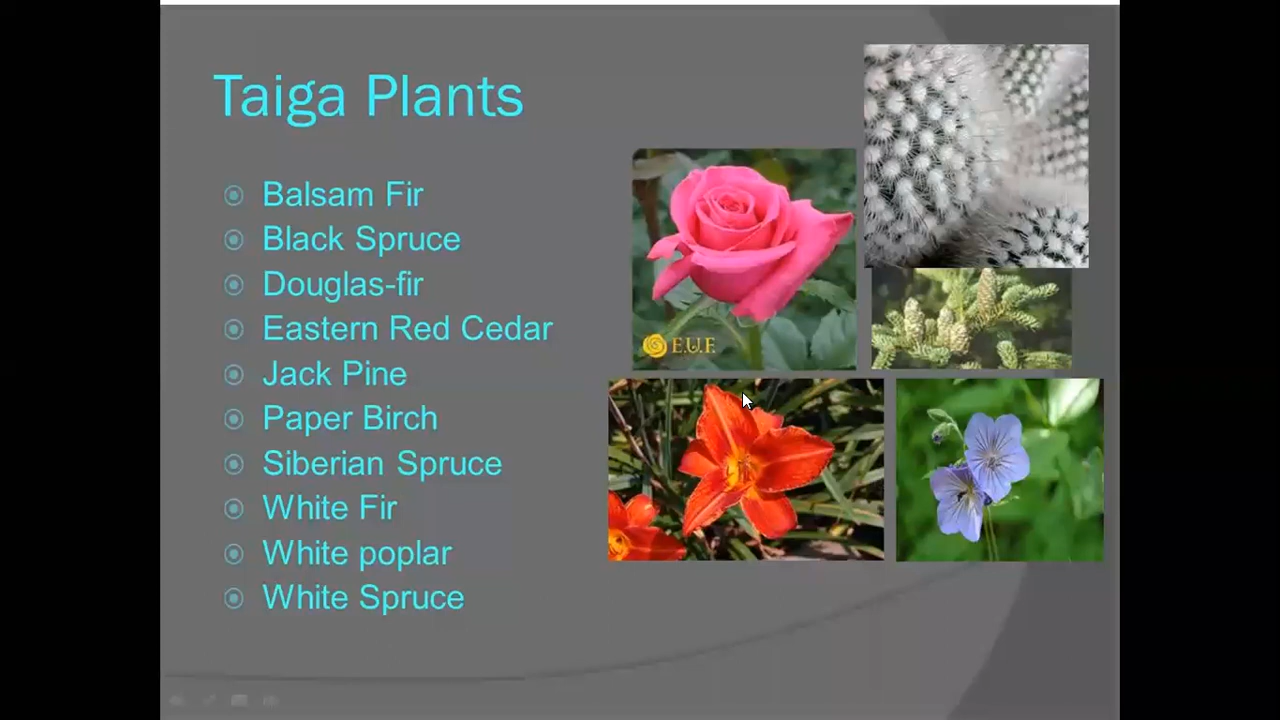 Taiga Plants
Balsam Fir
Black Spruce
Douglas-fir
Eastern Red Cedar
Jack Pine
Paper Birch
Siberian Spruce
White Fir
White poplar
White Spruce
E.U.F.